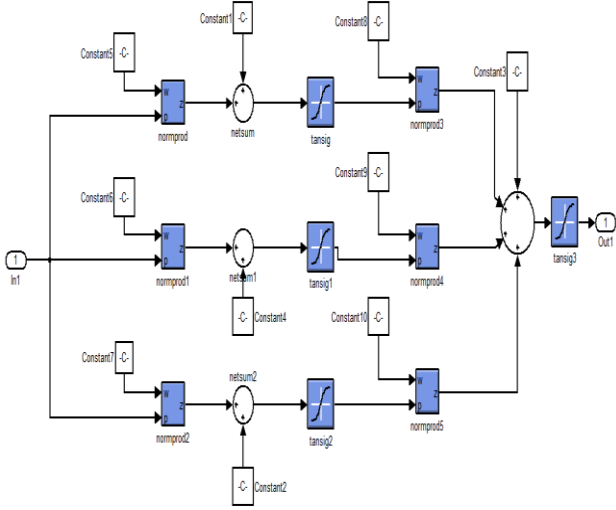 Constant1
-C-
Constant8
-C-
Constant5
-C-
Constant3
-C-
w
p
z
normprod
+
+
netsum
tansig
w
p
z
normprod3
Constant6
-C-
Constant9
-C-
w
p
z
normprod1
+
+
netsum1
tansig1
w
p
z
normprod4
+
+
+
+
tansig3
1
Out1
1
In1
-C-
Constant4
Constant10
-C-
Constant7
-C-
w
p
z
normprod2
netsum2
+
+
tansig2
w
p
z
normprod5
-C-
Constant2